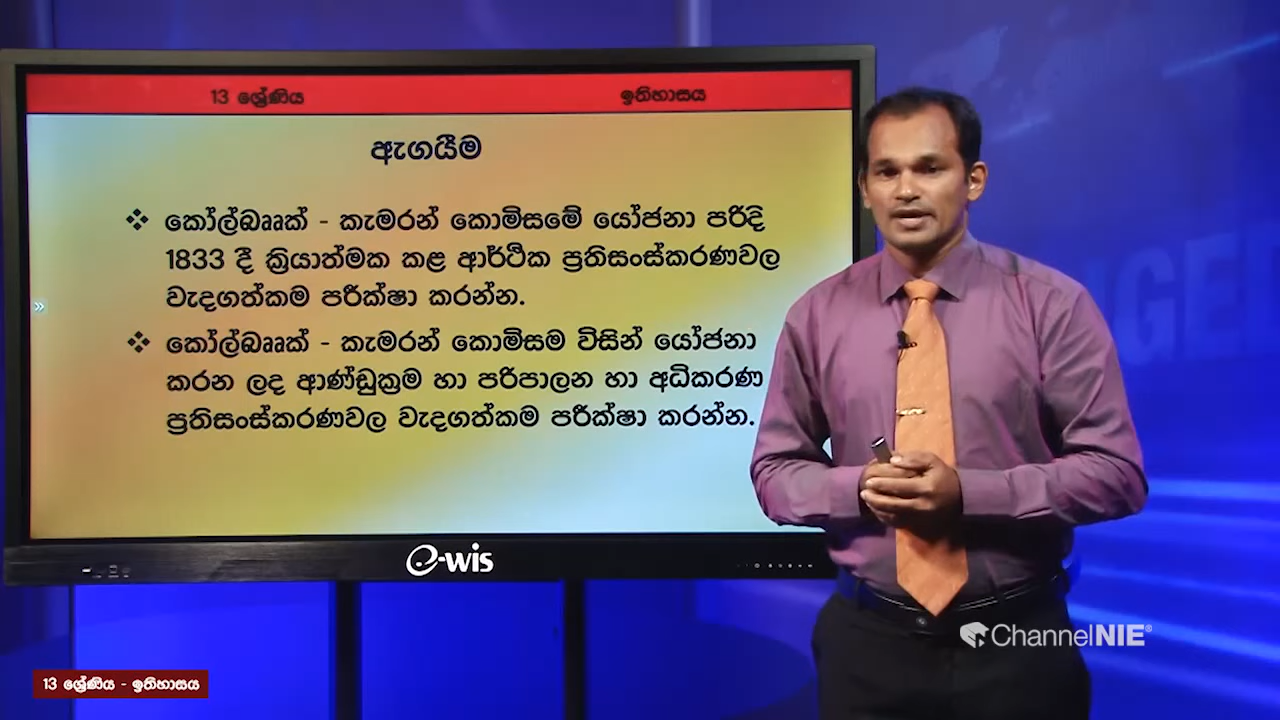 13 ශ්‍රේණිය ඉතිහාසය
ඇගයීම
❖ කෝල්බෲක් - කැමරන් කොමිසමේ යෝජනා පරිදි
1833 දී ක්‍රියාත්මක කළ ආර්ථික ප්‍රතිසංස්කරණවල
වැදගත්කම පරීක්ෂා කරන්න.
❖ කෝල්බෲක් - කැමරන් කොමිසම විසින් යෝජනා
කරන ලද ආණ්ඩුක්‍රම හා පරිපාලන හා අධිකරණ
ප්‍රතිසංස්කරණවල වැදගත්කම පරීක්ෂා කරන්න.
e-wis
ChannelNIE®
13 ශ්‍රේණිය - ඉතිහාසය